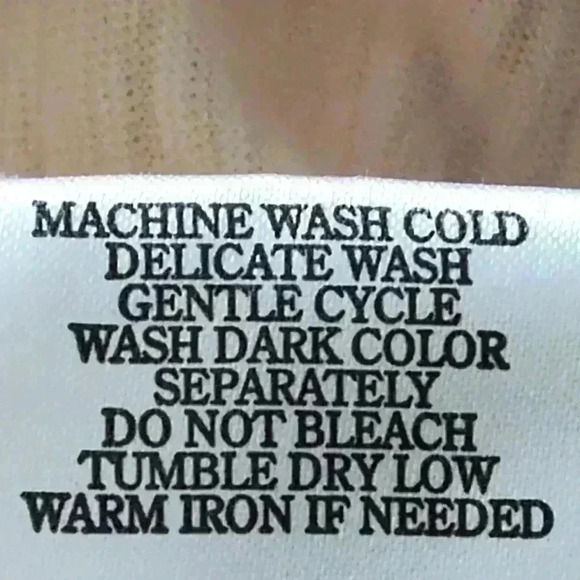 MACHINE WASH COLD
DELICATE WASH
GENTLE CYCLE
WASH DARK COLOR
SEPARATELY
DO NOT BLEACH
TUMBLE DRY LOW
WARM IRON IF NEEDED